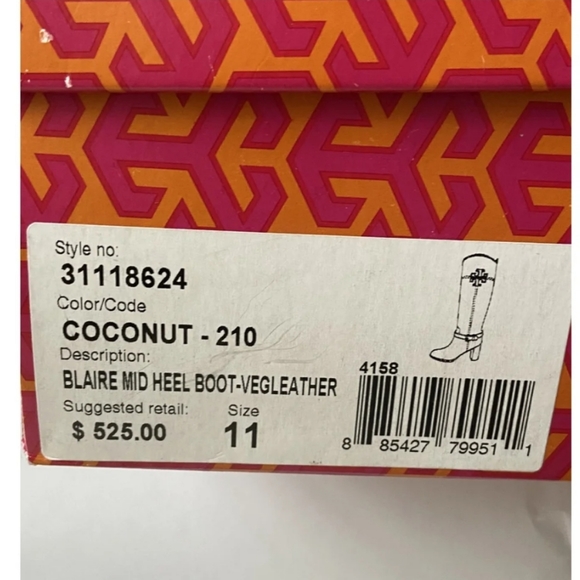 Style no:
31118624
Color/Code
COCONUT - 210
Description:
BLAIRE MID HEEL BOOT-VEGLEATHER
Suggested retail: Size
$ 525.00 11
4158
8 85427 79951 1